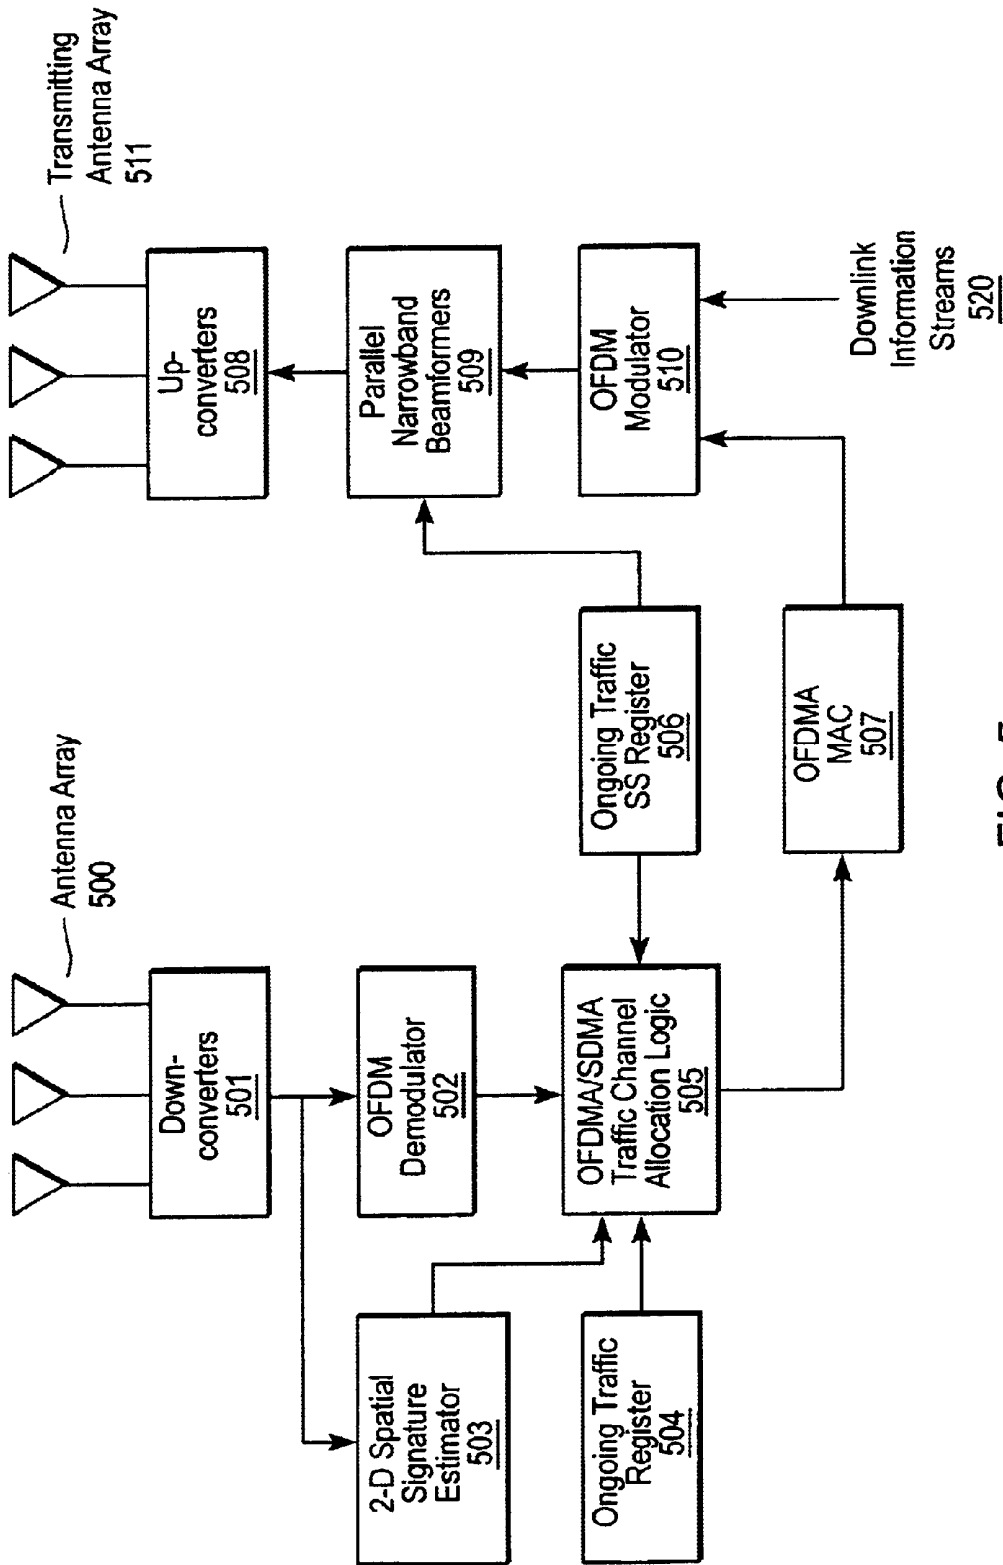 Antenna Array
500
Transmitting
Antenna Array
511
Down-
converters
501
Up-
converters
508
2-D Spatial
Signature
Estimator
503
OFDM
Demodulator
502
Parallel
Narrowband
Beamformers
509
Ongoing Traffic
Register
504
OFDMA/SDMA
Traffic Channel
Allocation Logic
505
Ongoing Traffic
SS Register
506
OFDM
Modulator
510
OFDMA
MAC
507
Downlink
Information
Streams
520